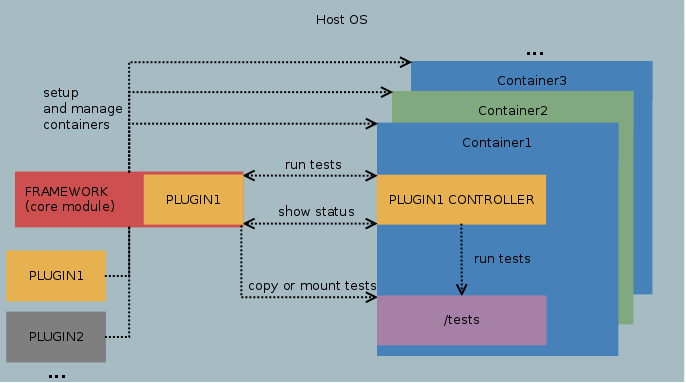 Host OS
...
Container3
setup
and manage
containers
Container2
Container1
run tests
FRAMEWORK
(core module)
PLUGIN1
PLUGIN1 CONTROLLER
show status
run tests
PLUGIN1
copy or mount tests
/tests
PLUGIN2
...